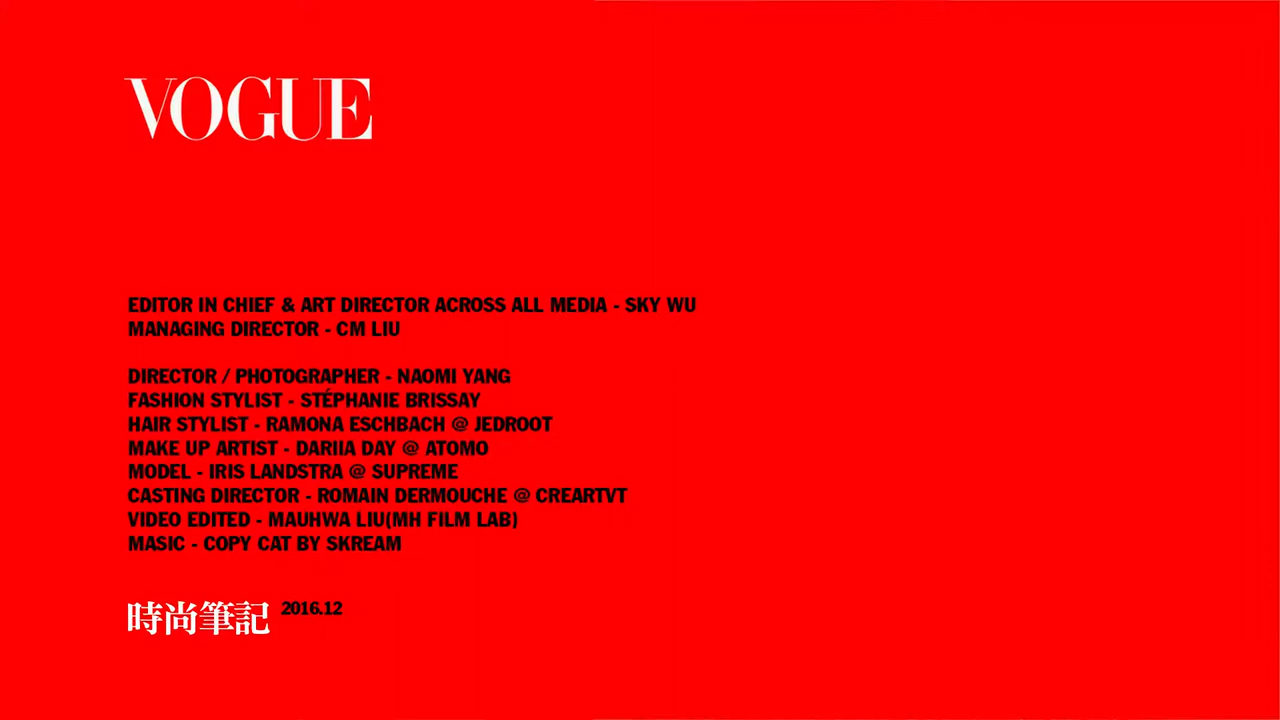 VOGUE
EDITOR IN CHIEF & ART DIRECTOR ACROSS ALL MEDIA - SKY WU
MANAGING DIRECTOR - CM LIU
DIRECTOR / PHOTOGRAPHER - NAOMI YANG
FASHION STYLIST - STÉPHANIE BRISSAY
HAIR STYLIST - RAMONA ESCHBACH @ JEDROOT
MAKE UP ARTIST - DARIIA DAY @ ATOMO
MODEL - IRIS LANDSTRA @ SUPREME
CASTING DIRECTOR - ROMAIN DERMOUCHE @ CREARTVT
VIDEO EDITED - MAUHWA LIU(MH FILM LAB)
MASIC - COPY CAT BY SKREAM
時尚筆記 2016.12